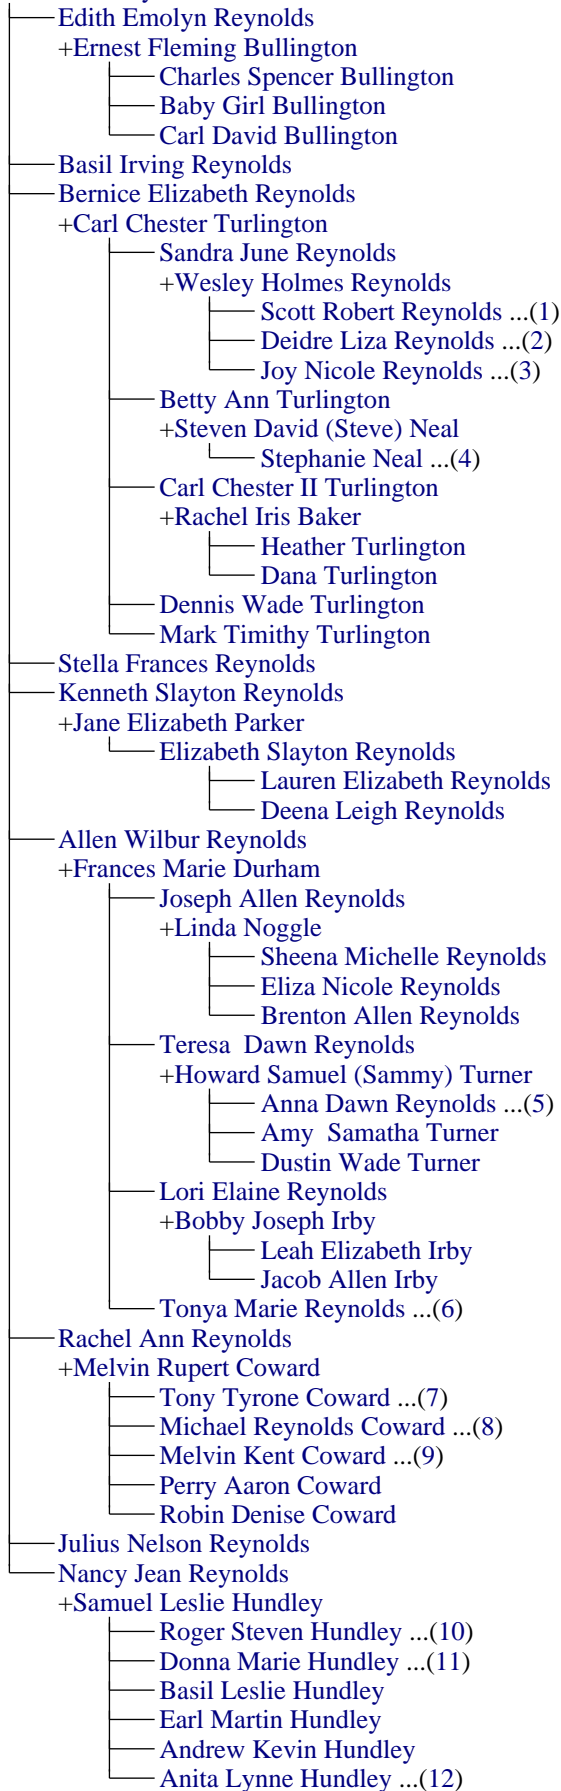 Edith Emolyn Reynolds
+Ernest Fleming Bullington
Charles Spencer Bullington
Baby Girl Bullington
Carl David Bullington
Basil Irving Reynolds
Bernice Elizabeth Reynolds
+Carl Chester Turlington
Sandra June Reynolds
+Wesley Holmes Reynolds
Scott Robert Reynolds ...(1)
Deidre Liza Reynolds ...(2)
Joy Nicole Reynolds ...(3)
Betty Ann Turlington
+Steven David (Steve) Neal
Stephanie Neal ...(4)
Carl Chester II Turlington
+Rachel Iris Baker
Heather Turlington
Dana Turlington
Dennis Wade Turlington
Mark Timithy Turlington
Stella Frances Reynolds
Kenneth Slayton Reynolds
+Jane Elizabeth Parker
Elizabeth Slayton Reynolds
Lauren Elizabeth Reynolds
Deena Leigh Reynolds
Allen Wilbur Reynolds
+Frances Marie Durham
Joseph Allen Reynolds
+Linda Noggle
Sheena Michelle Reynolds
Eliza Nicole Reynolds
Brenton Allen Reynolds
Teresa  Dawn Reynolds
+Howard Samuel (Sammy) Turner
Anna Dawn Reynolds ...(5)
Amy  Samatha Turner
Dustin Wade Turner
Lori Elaine Reynolds
+Bobby Joseph Irby
Leah Elizabeth Irby
Jacob Allen Irby
Tonya Marie Reynolds ...(6)
Rachel Ann Reynolds
+Melvin Rupert Coward
Tony Tyrone Coward ...(7)
Michael Reynolds Coward ...(8)
Melvin Kent Coward ...(9)
Perry Aaron Coward
Robin Denise Coward
Julius Nelson Reynolds
Nancy Jean Reynolds
+Samuel Leslie Hundley
Roger Steven Hundley ...(10)
Donna Marie Hundley ...(11)
Basil Leslie Hundley
Earl Martin Hundley
Andrew Kevin Hundley
Anita Lynne Hundley ...(12)